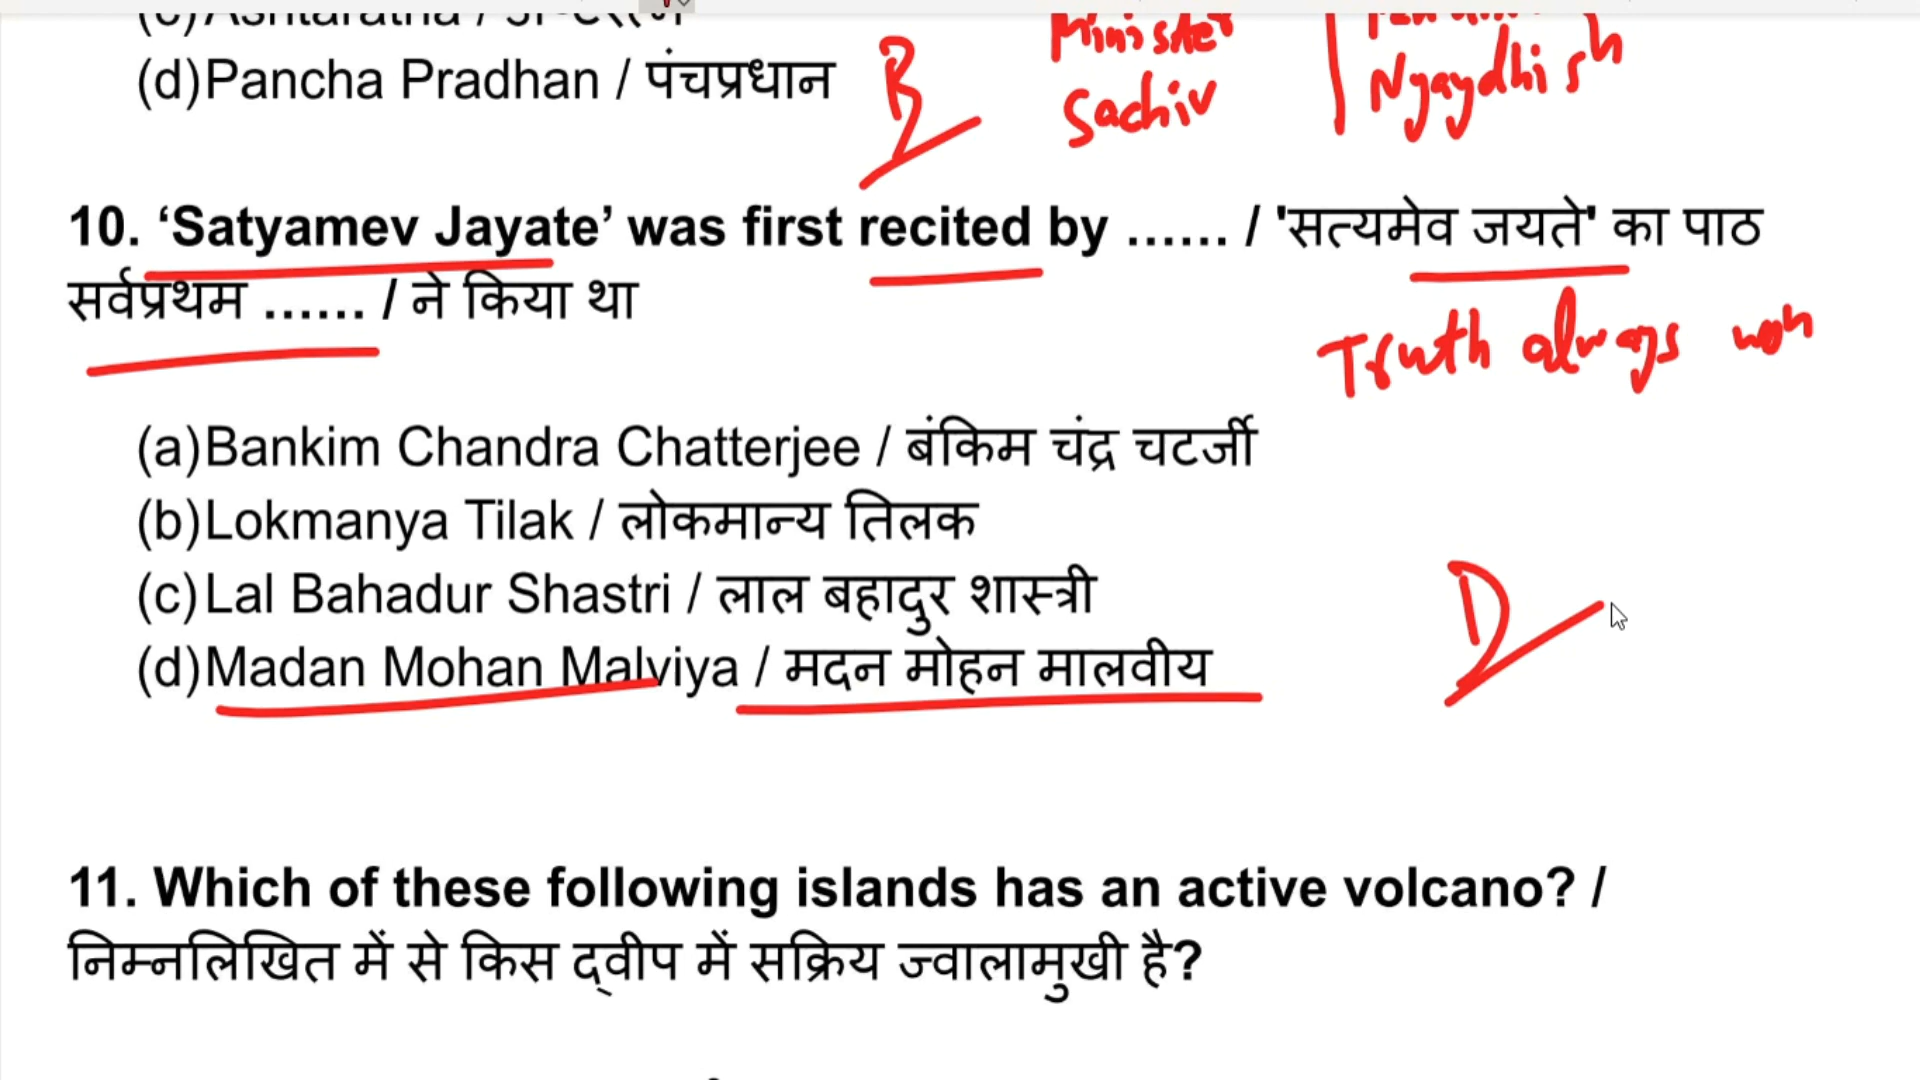 (c) Ashtaratna /
(d) Pancha Pradhan / पंचप्रधान
B
Minister
Sachiv
Nyaydhish
10. ‘Satyamev Jayate’ was first recited by ...... / 'सत्यमेव जयते' का पाठ
सर्वप्रथम ...... / ने किया था
Truth always won
(a) Bankim Chandra Chatterjee / बंकिम चंद्र चटर्जी
(b) Lokmanya Tilak / लोकमान्य तिलक
(c) Lal Bahadur Shastri / लाल बहादुर शास्त्री
(d) Madan Mohan Malviya / मदन मोहन मालवीय
D
11. Which of these following islands has an active volcano? /
निम्नलिखित में से किस द्वीप में सक्रिय ज्वालामुखी है?